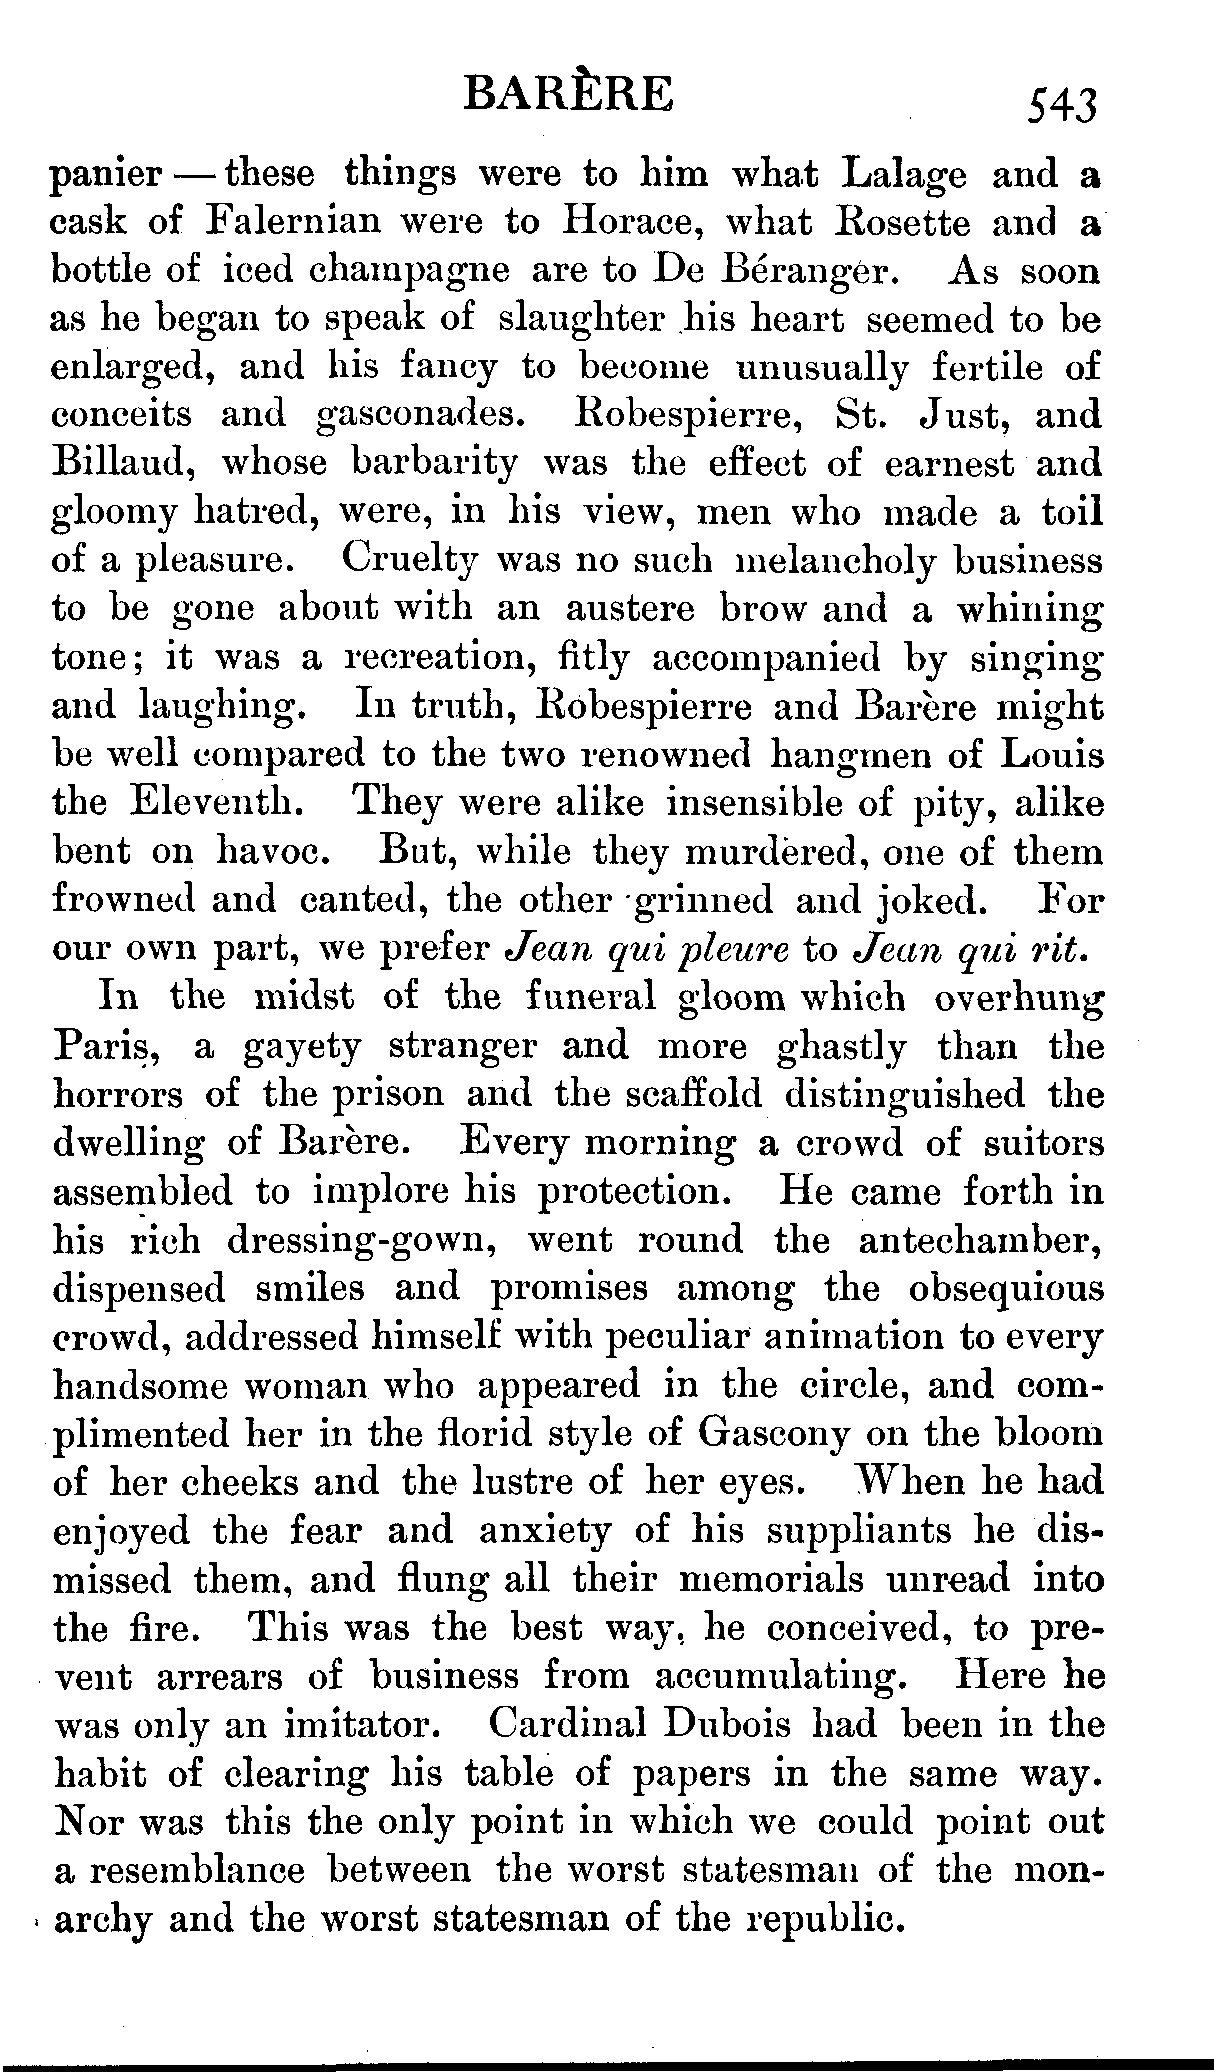 BARÈRE 543
panier — these things were to him what Lalage and a
cask of Falernian were to Horace, what Rosette and a
bottle of iced champagne are to De Béranger. As soon
as he began to speak of slaughter his heart seemed to be
enlarged, and his fancy to become unusually fertile of
conceits and gasconades. Robespierre, St. Just, and
Billaud, whose barbarity was the effect of earnest and
gloomy hatred, were, in his view, men who made a toil
of a pleasure. Cruelty was no such melancholy business
to be gone about with an austere brow and a whining
tone; it was a recreation, fitly accompanied by singing
and laughing. In truth, Robespierre and Barère might
be well compared to the two renowned hangmen of Louis
the Eleventh. They were alike insensible of pity, alike
bent on havoc. But, while they murdered, one of them
frowned and canted, the other grinned and joked. For
our own part, we prefer Jean qui pleure to Jean qui rit.
In the midst of the funeral gloom which overhung
Paris, a gayety stranger and more ghastly than the
horrors of the prison and the scaffold distinguished the
dwelling of Barère. Every morning a crowd of suitors
assembled to implore his protection. He came forth in
his rich dressing-gown, went round the antechamber,
dispensed smiles and promises among the obsequious
crowd, addressed himself with peculiar animation to every
handsome woman who appeared in the circle, and com-
plimented her in the florid style of Gascony on the bloom
of her cheeks and the lustre of her eyes. When he had
enjoyed the fear and anxiety of his suppliants he dis-
missed them, and flung all their memorials unread into
the fire. This was the best way, he conceived, to pre-
vent arrears of business from accumulating. Here he
was only an imitator. Cardinal Dubois had been in the
habit of clearing his table of papers in the same way.
Nor was this the only point in which we could point out
a resemblance between the worst statesman of the mon-
archy and the worst statesman of the republic.